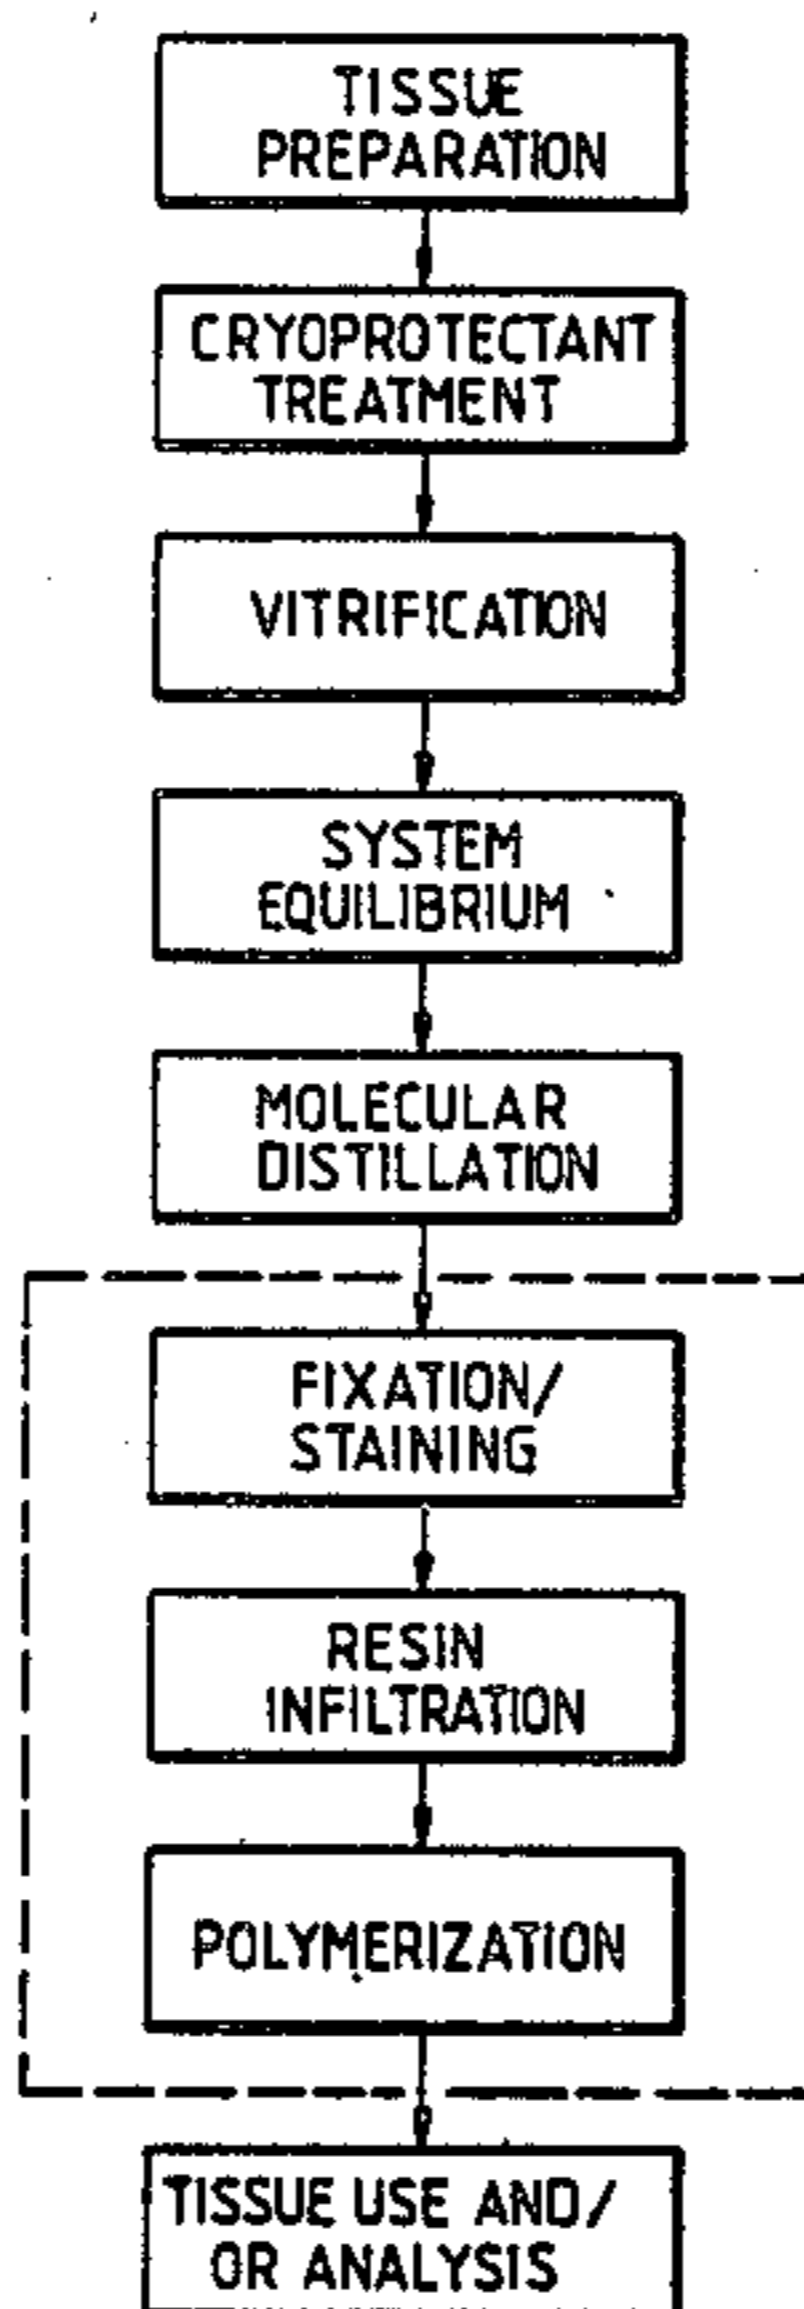 TISSUE
PREPARATION
CRYOPROTECTANT
TREATMENT
VITRIFICATION
SYSTEM
EQUILIBRIUM
MOLECULAR
DISTILLATION
FIXATION/
STAINING
RESIN
INFILTRATION
POLYMERIZATION
TISSUE USE AND/
OR ANALYSIS